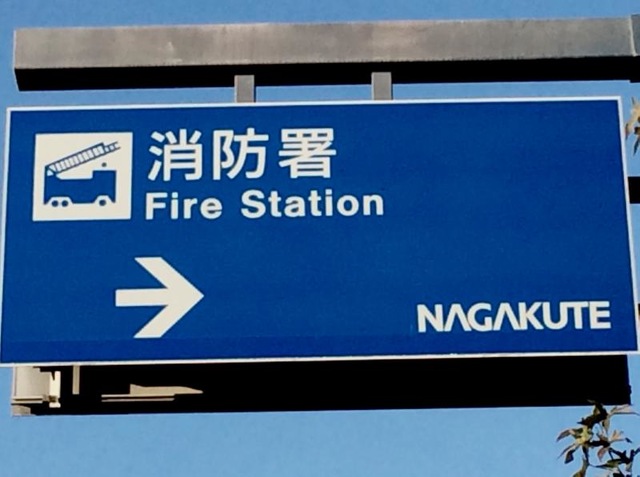 消防署
Fire Station
NAGAKUTE